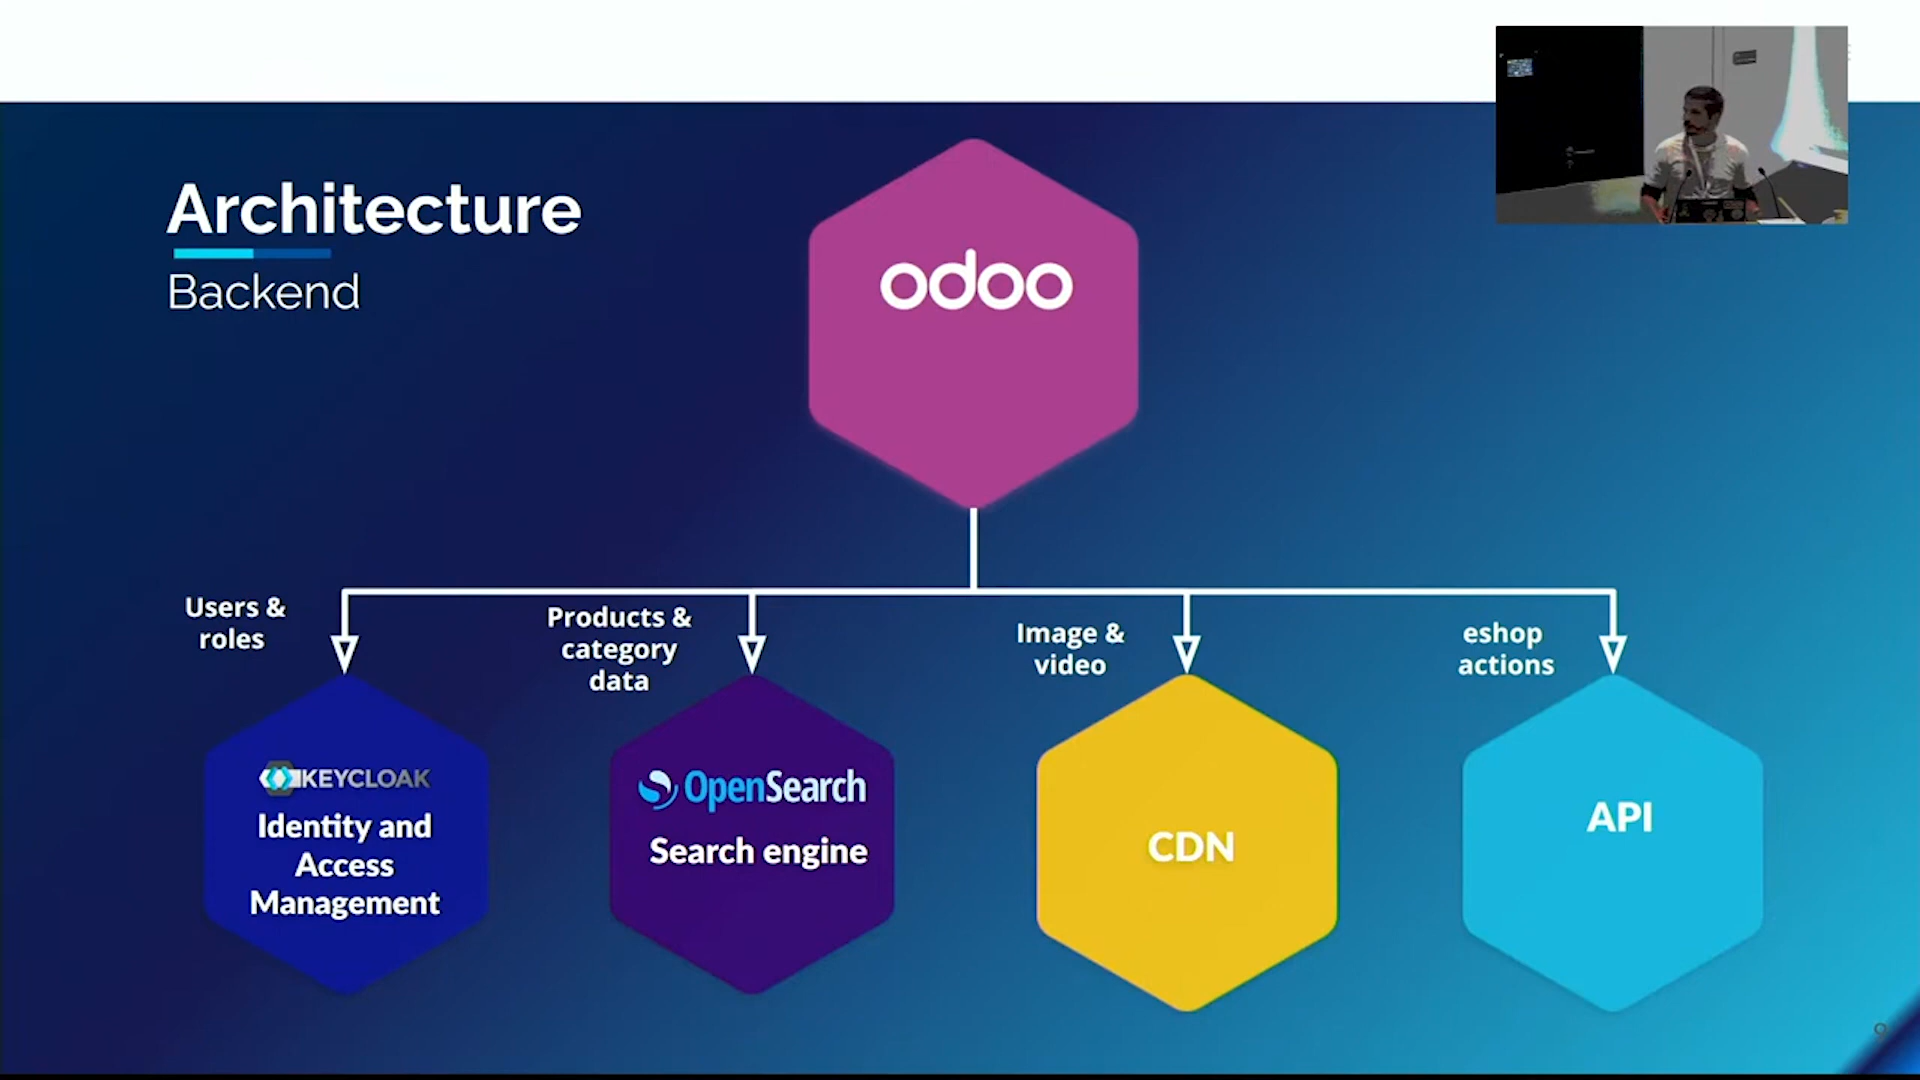 Architecture
Backend
odoo
Users &
roles
Products &
category
data
Image &
video
eshop
actions
KEYCLOAK
Identity and
Access
Management
OpenSearch
Search engine
CDN
API
9